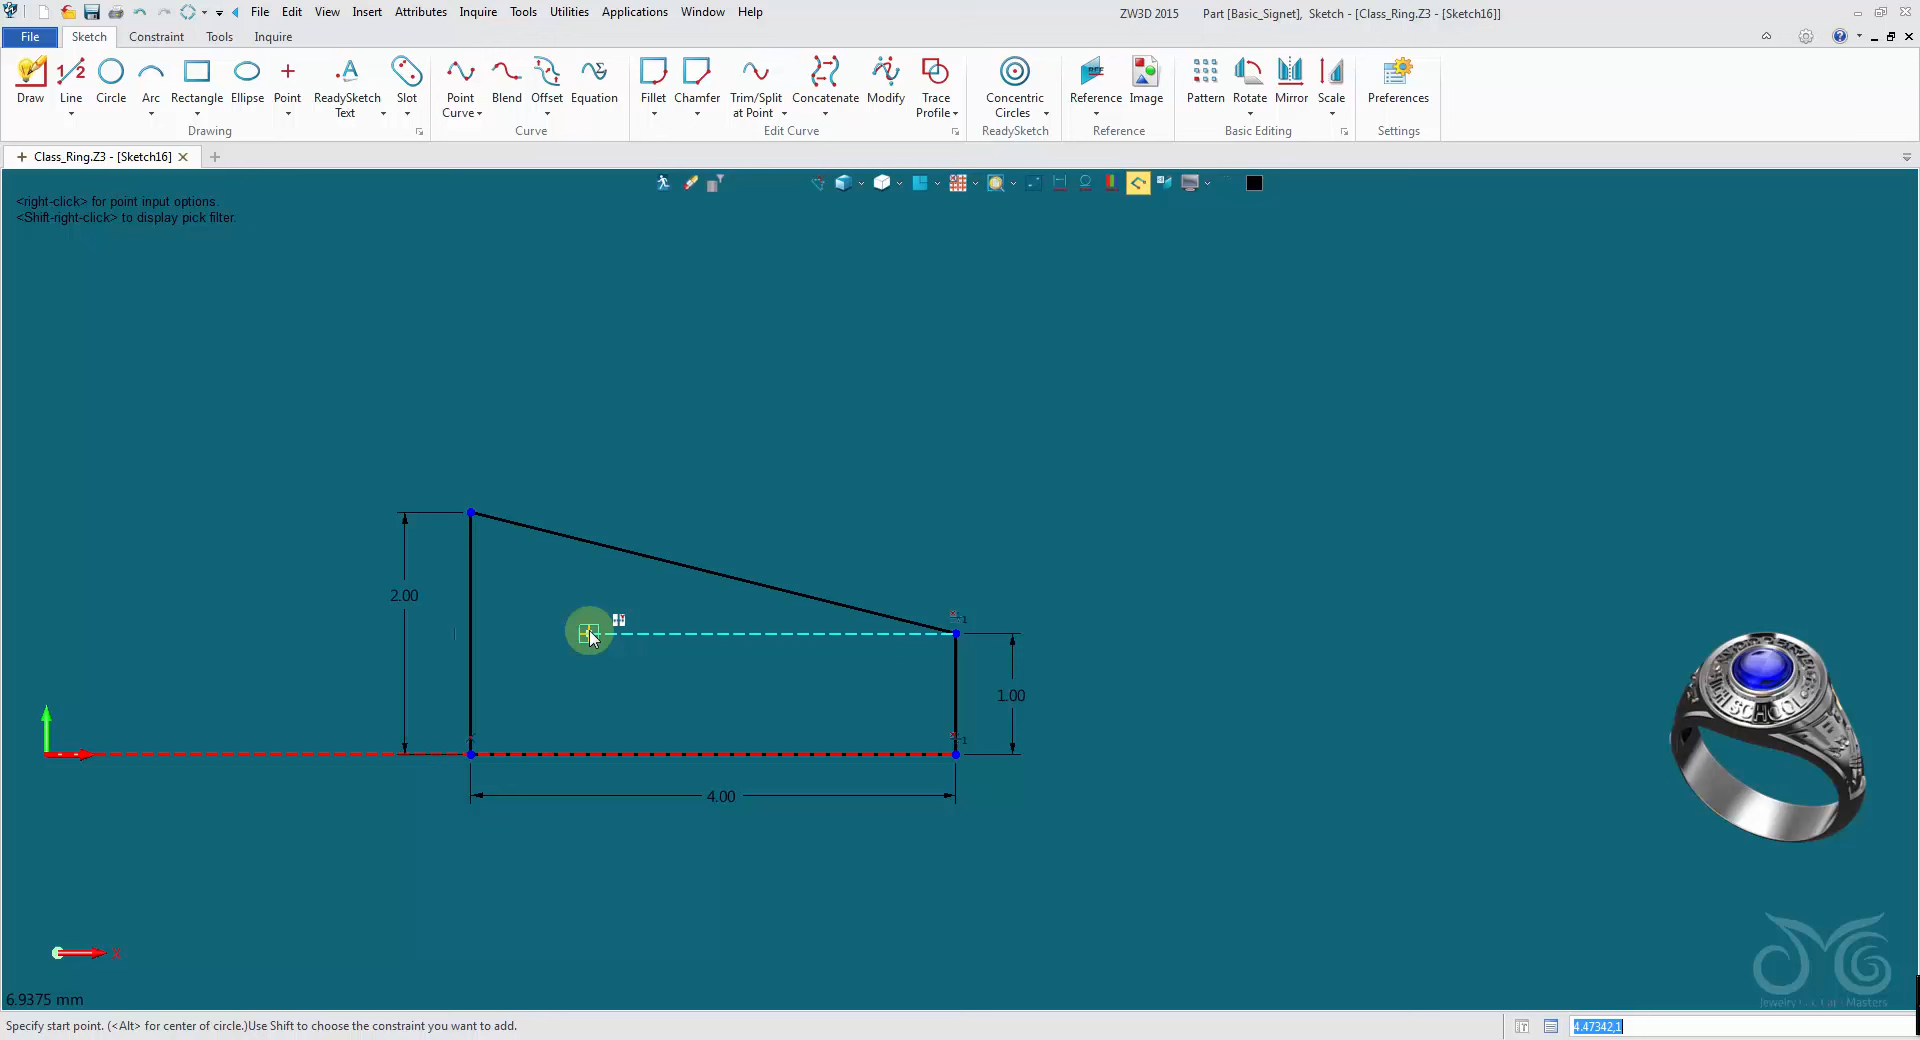 File Edit View Insert Attributes Inquire Tools Utilities Applications Window Help
ZW3D 2015 Part [Basic_Signet], Sketch - [Class_Ring.Z3 - [Sketch16]]
File Sketch Constraint Tools Inquire
Draw Line Circle Arc Rectangle Ellipse Point ReadySketch Text Slot
Drawing
Point Curve Blend Offset Equation
Curve
Fillet Chamfer Trim/Split at Point Concatenate Modify Trace Profile
Edit Curve
Concentric Circles
ReadySketch
Reference Image
Reference
Pattern Rotate Mirror Scale
Basic Editing
Preferences
Settings
Class_Ring.Z3 - [Sketch16]
<right-click> for point input options.
<Shift-right-click> to display pick filter.
2.00
1.00
4.00
X
6.9375 mm
SCHOOL
Specify start point. (<Alt> for center of circle.)Use Shift to choose the constraint you want to add.
4.47342,1